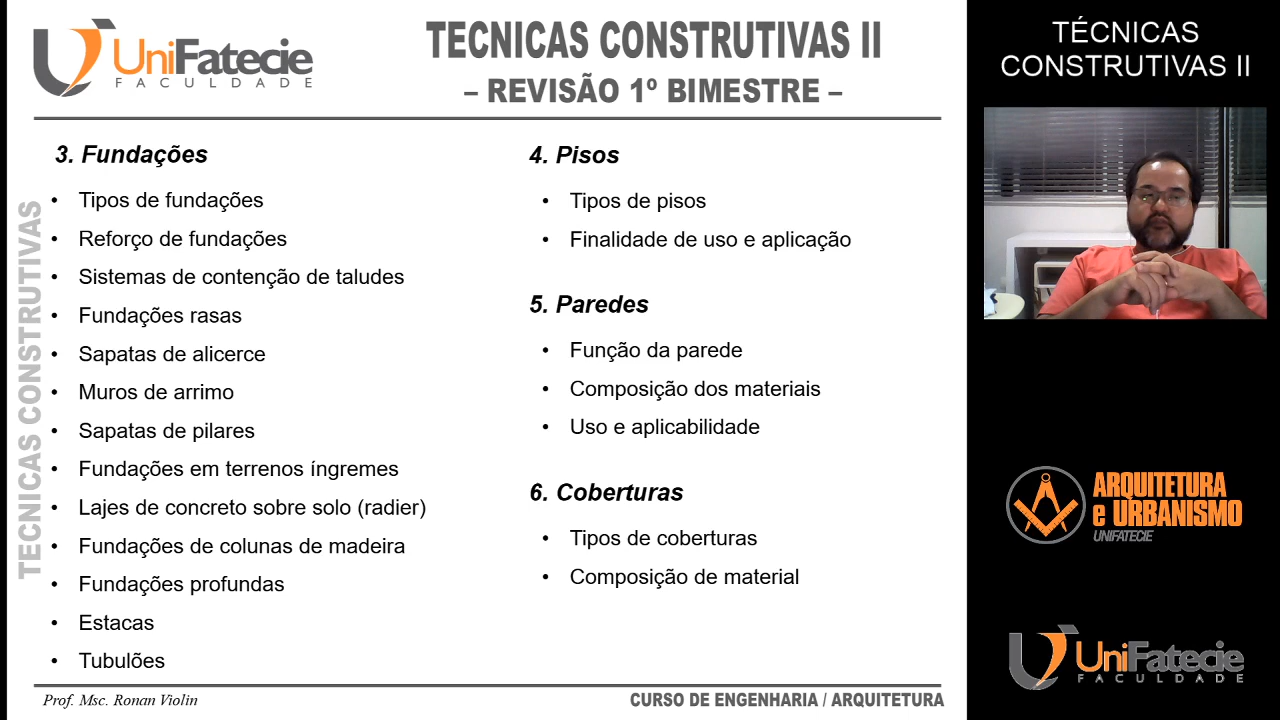 UniFatecie
FACULDADE
TECNICAS CONSTRUTIVAS II
– REVISÃO 1º BIMESTRE –
TECNICAS CONSTRUTIVAS
3. Fundações
• Tipos de fundações
• Reforço de fundações
• Sistemas de contenção de taludes
• Fundações rasas
• Sapatas de alicerce
• Muros de arrimo
• Sapatas de pilares
• Fundações em terrenos íngremes
• Lajes de concreto sobre solo (radier)
• Fundações de colunas de madeira
• Fundações profundas
• Estacas
• Tubulões
4. Pisos
• Tipos de pisos
• Finalidade de uso e aplicação
5. Paredes
• Função da parede
• Composição dos materiais
• Uso e aplicabilidade
6. Coberturas
• Tipos de coberturas
• Composição de material
Prof. Msc. Ronan Violin
CURSO DE ENGENHARIA / ARQUITETURA
TÉCNICAS
CONSTRUTIVAS II
ARQUITETURA
e URBANISMO
UNIFATECIE
UniFatecie
FACULDADE